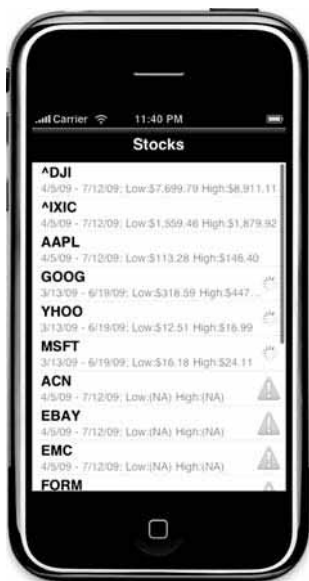 Carrier 11:40 PM
Stocks
^DJI
4/5/09 - 7/12/09; Low:$7,699.79 High:$8,911.11
^IXIC
4/5/09 - 7/12/09; Low:$1,559.46 High:$1,879.92
AAPL
4/5/09 - 7/12/09; Low:$113.28 High:$146.40
GOOG
3/13/09 - 6/19/09; Low:$318.59 High:$447...
YHOO
3/13/09 - 6/19/09; Low:$12.51 High:$16.99
MSFT
3/13/09 - 6/19/09; Low:$16.18 High:$24.11
ACN
4/5/09 - 7/12/09; Low:(NA) High:(NA)
EBAY
4/5/09 - 7/12/09; Low:(NA) High:(NA)
EMC
4/5/09 - 7/12/09; Low:(NA) High:(NA)
FORM